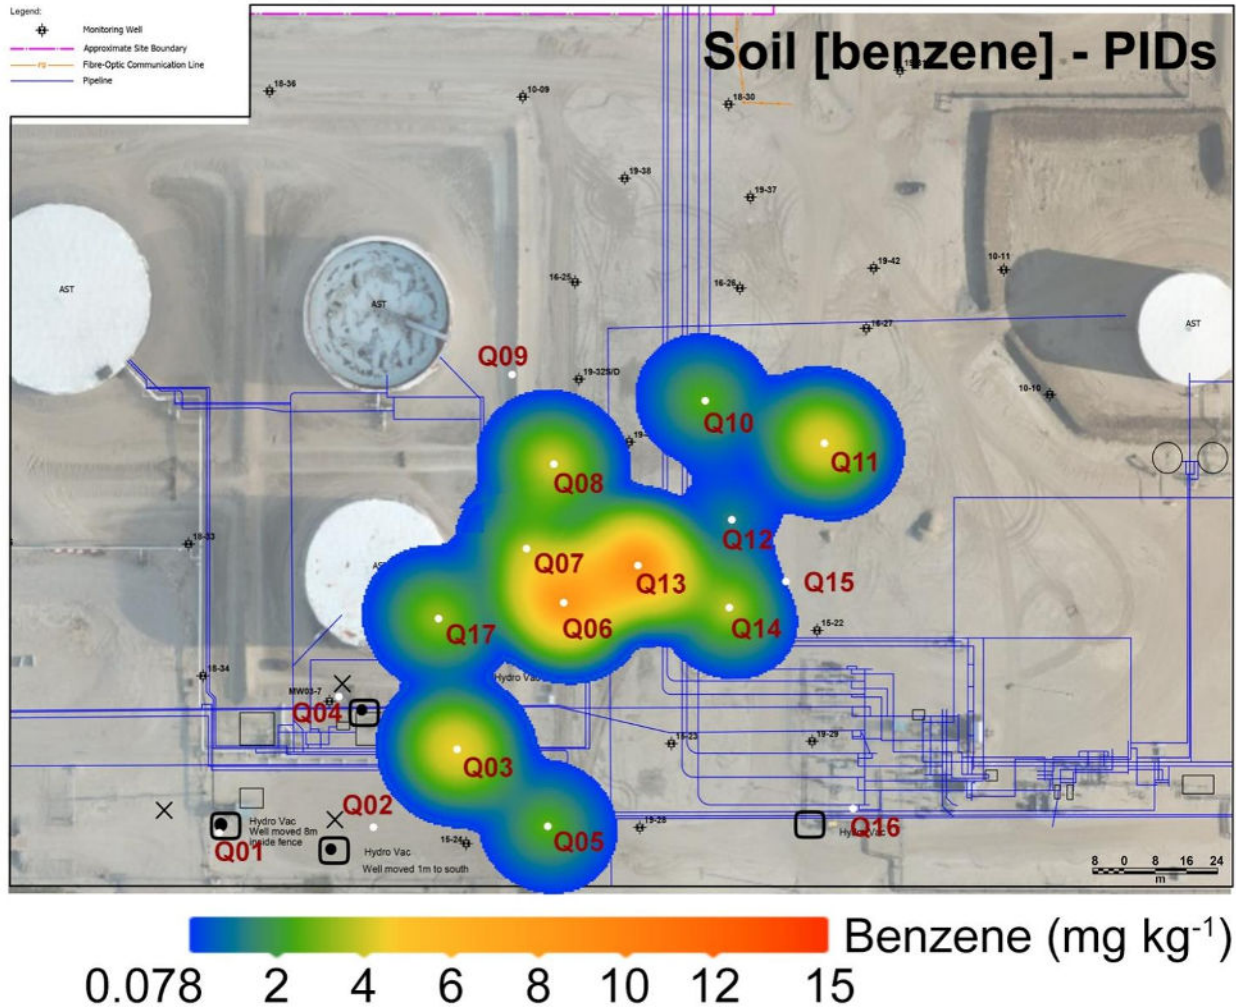 Legend:
Monitoring Well
Approximate Site Boundary
FO
Fibre-Optic Communication Line
Pipeline
Soil [benzene] - PIDs
18-36
10-09
18-30
19-38
19-37
19-42
10-11
16-25
16-26
16-27
AST
AST
AST
Q09
19-32S/D
10-10
Q10
Q11
Q08
18-33
Q12
Q07
Q13
Q15
Q06
Q14
15-22
Q17
18-34
Hydro Vac
MW03-7
Q04
15-23
19-29
Q03
Q02
Hydro Vac
Well moved 8m
inside fence
Q01
Q05
15-24
19-28
Q16
Hydro Vac
Well moved 1m to south
8 0 8 16 24
m
Benzene (mg kg-1)
0.078 2 4 6 8 10 12 15